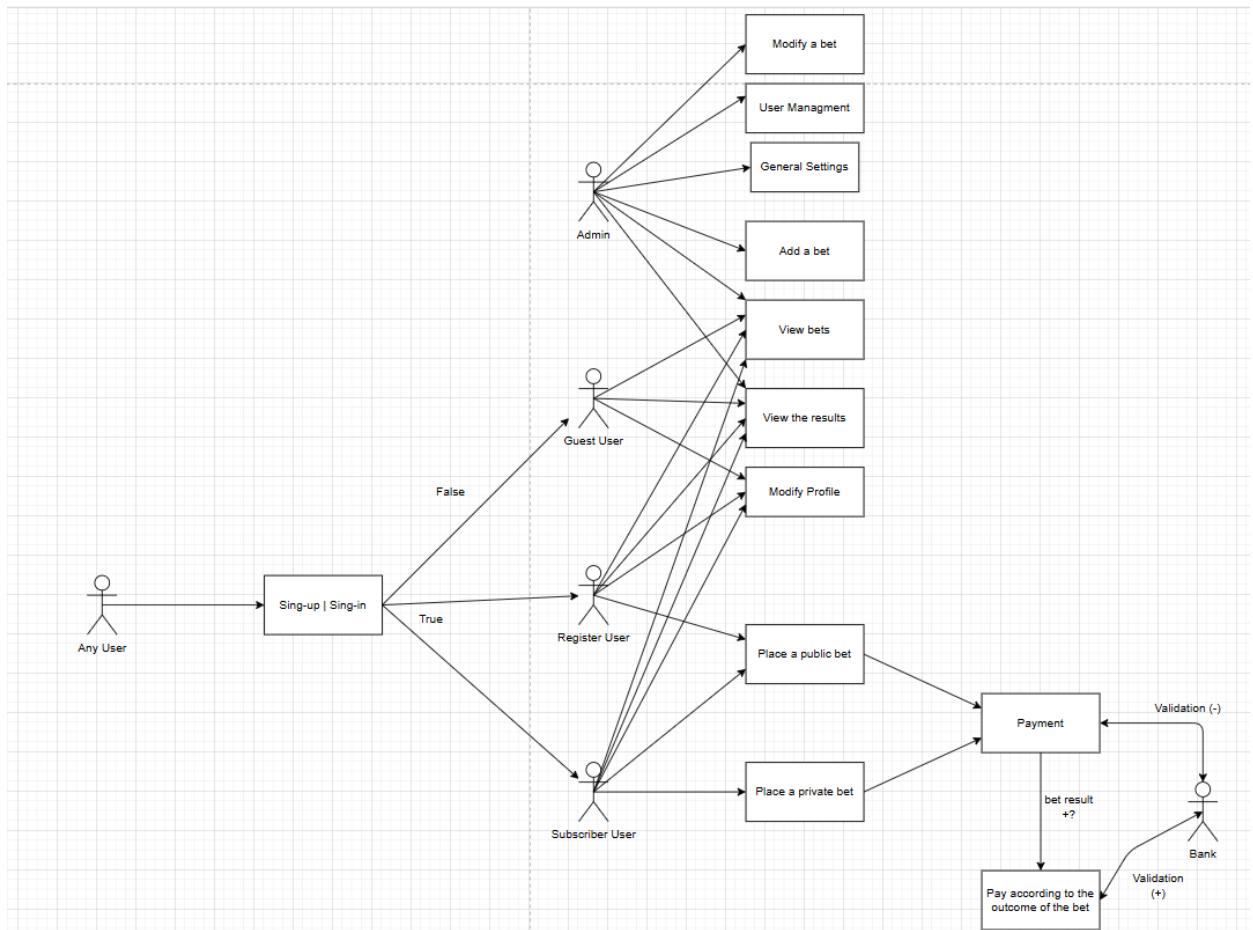 Modify a bet
User Managment
General Settings
Admin
Add a bet
View bets
Guest User
View the results
False
Modify Profile
Sing-up | Sing-in
True
Any User
Register User
Place a public bet
Validation (-)
Payment
Place a private bet
bet result
+?
Subscriber User
Bank
Validation
(+)
Pay according to the
outcome of the bet